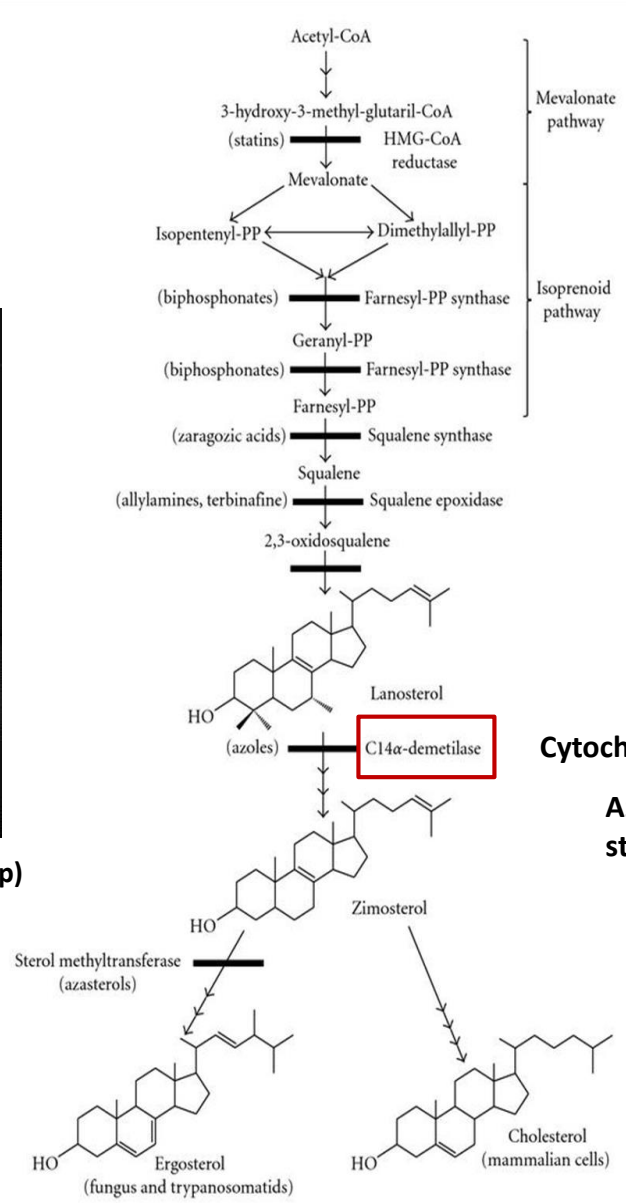 Acetyl-CoA
3-hydroxy-3-methyl-glutaril-CoA
(statins)
HMG-CoA
reductase
Mevalonate
pathway
Mevalonate
Isopentenyl-PP
Dimethylallyl-PP
(biphosphonates)
Farnesyl-PP synthase
Isoprenoid
pathway
Geranyl-PP
(biphosphonates)
Farnesyl-PP synthase
Farnesyl-PP
(zaragozic acids)
Squalene synthase
Squalene
(allylamines, terbinafine)
Squalene epoxidase
2,3-oxidosqualene
HO
Lanosterol
(azoles)
C14α-demetilase
Cytoch
A
st
p)
HO
Zimosterol
Sterol methyltransferase
(azasterols)
HO
Ergosterol
(fungus and trypanosomatids)
HO
Cholesterol
(mammalian cells)